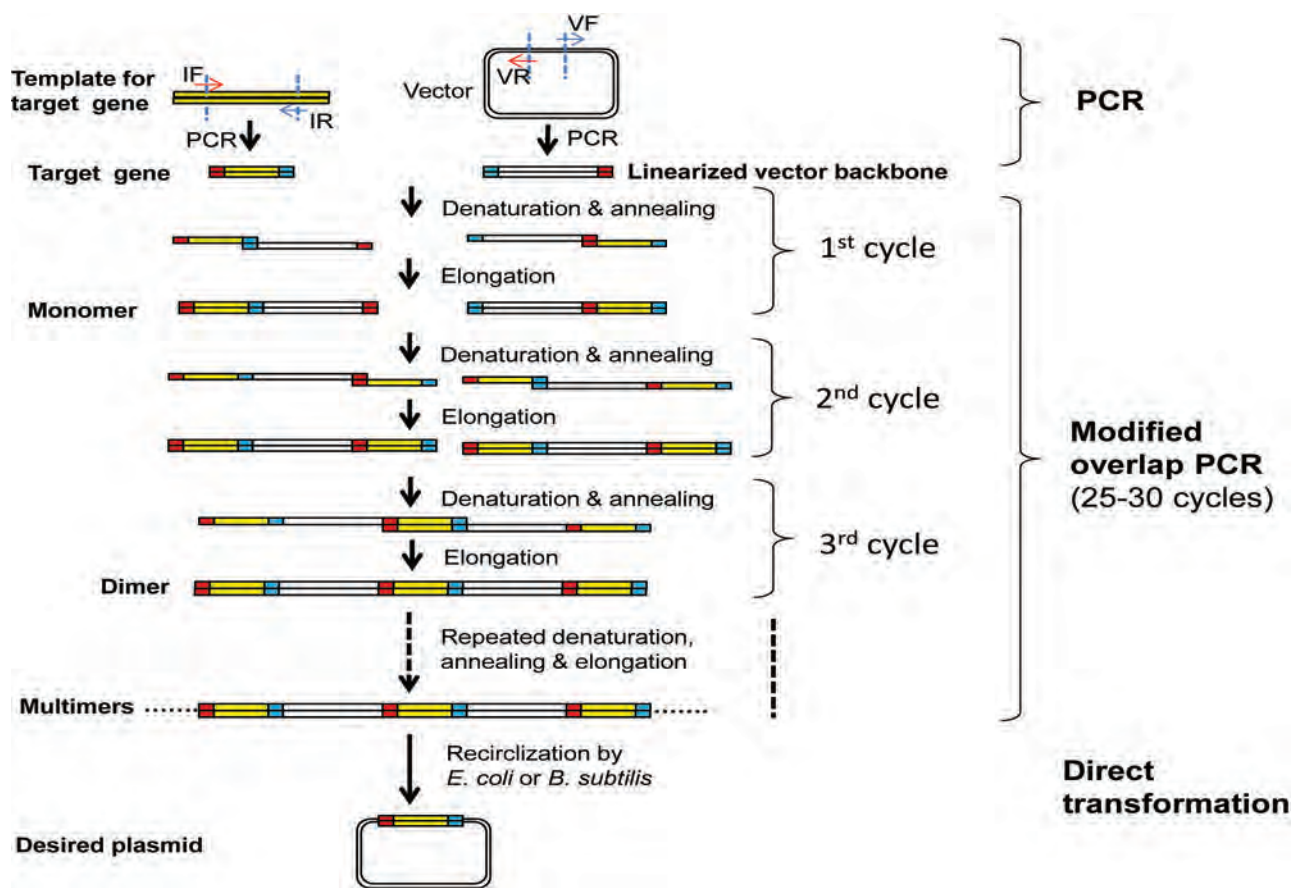 VF
IF
VR
Template for
target gene
Vector
IR
PCR
PCR
PCR
Target gene
Linearized vector backbone
Denaturation & annealing
1st cycle
Elongation
Monomer
Denaturation & annealing
2nd cycle
Elongation
Modified
overlap PCR
(25-30 cycles)
Denaturation & annealing
3rd cycle
Elongation
Dimer
Repeated denaturation,
annealing & elongation
Multimers
Recirclization by
E. coli or B. subtilis
Direct
transformation
Desired plasmid